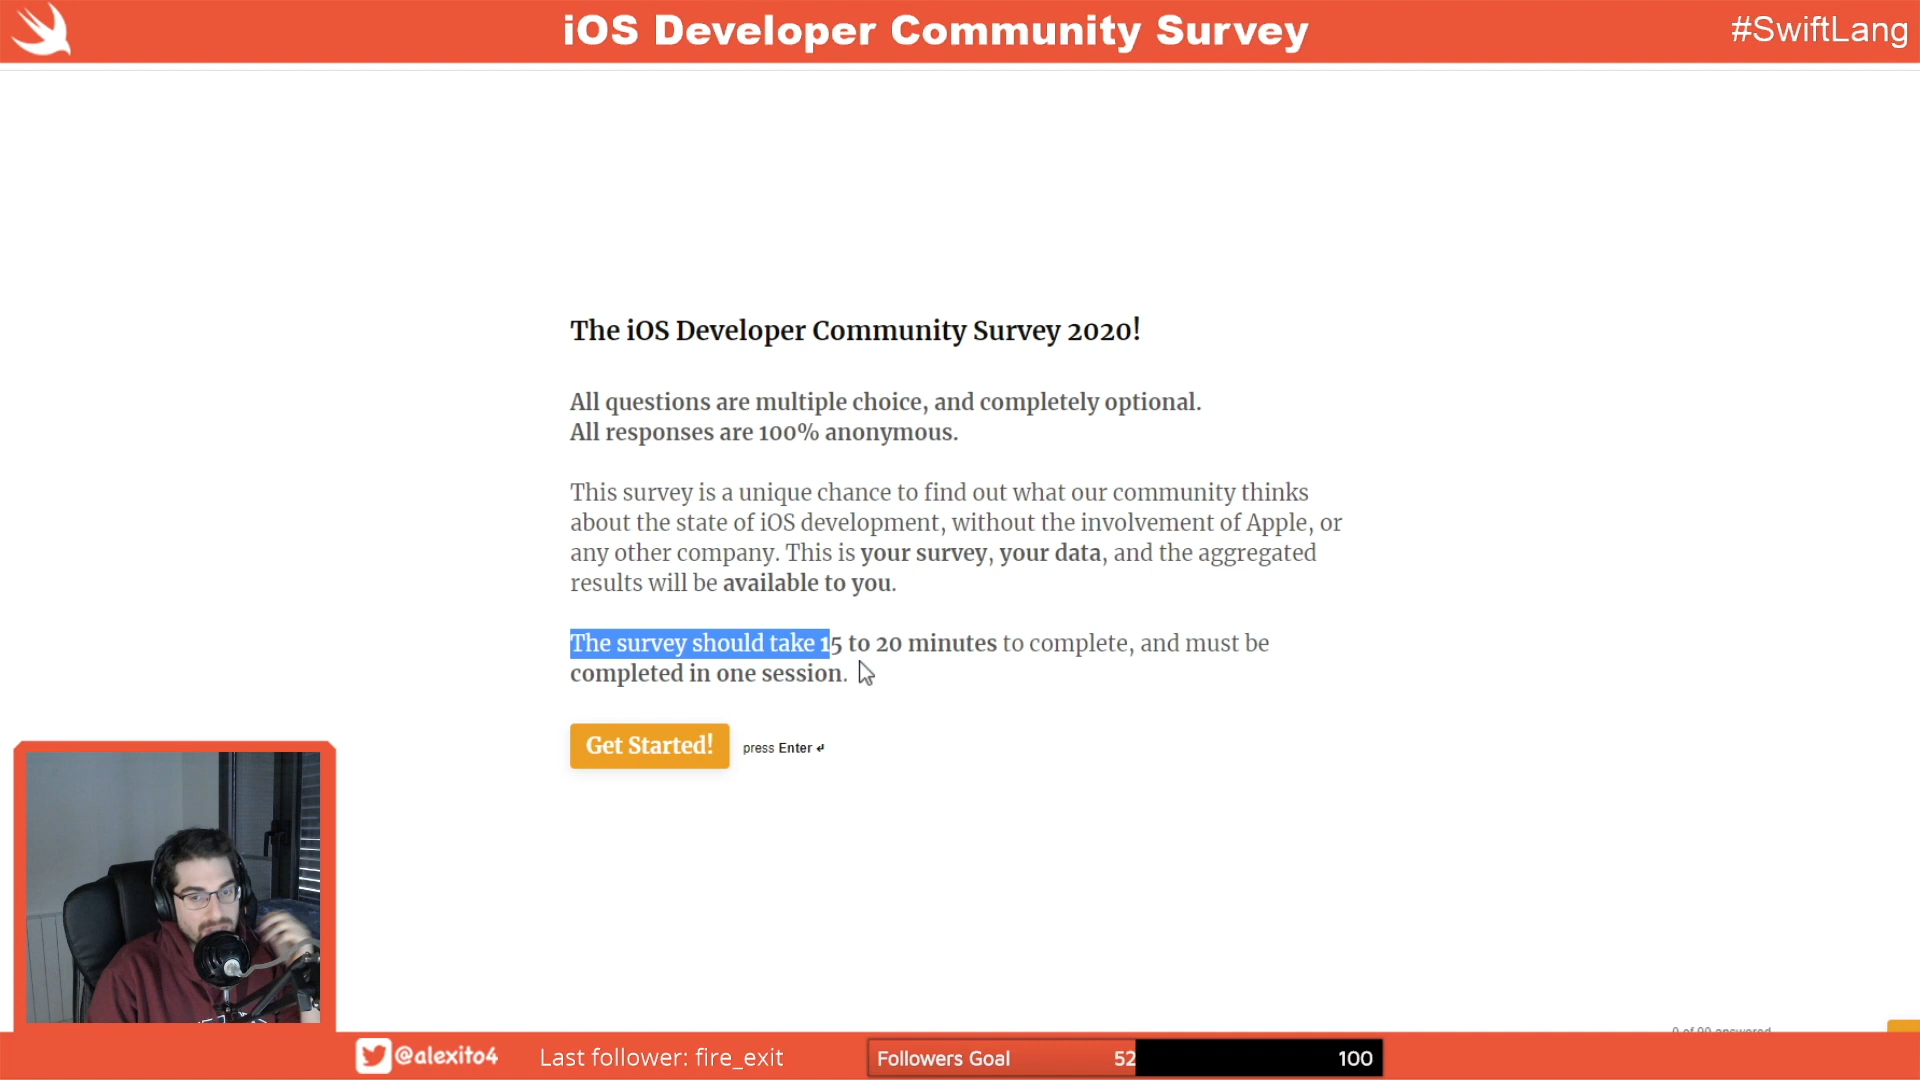 iOS Developer Community Survey
#SwiftLang
The iOS Developer Community Survey 2020!
All questions are multiple choice, and completely optional.
All responses are 100% anonymous.
This survey is a unique chance to find out what our community thinks
about the state of iOS development, without the involvement of Apple, or
any other company. This is your survey, your data, and the aggregated
results will be available to you.
The survey should take 15 to 20 minutes to complete, and must be
completed in one session.
Get Started!
press Enter ↵
@alexito4
Last follower: fire_exit
Followers Goal 52 100